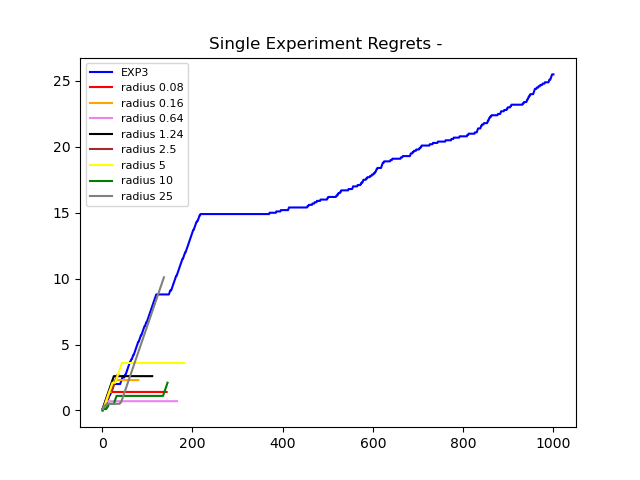 Single Experiment Regrets -
EXP3
radius 0.08
radius 0.16
radius 0.64
radius 1.24
radius 2.5
radius 5
radius 10
radius 25
25
20
15
10
5
0
0 200 400 600 800 1000